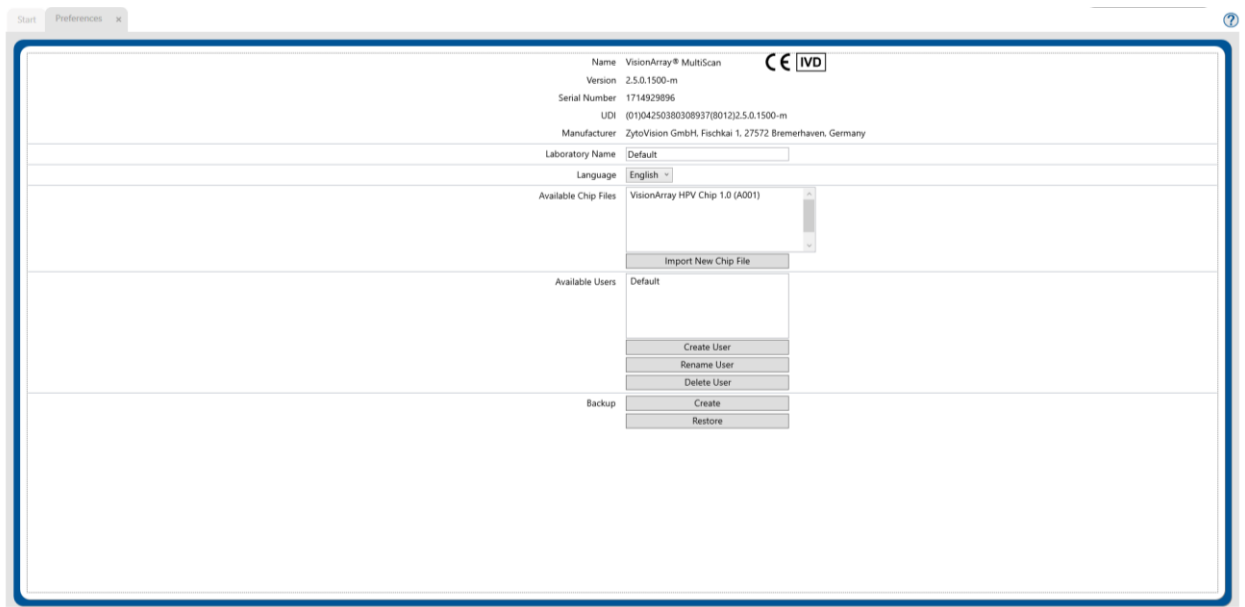 Start Preferences ×
?
Name VisionArray® MultiScan CE IVD
Version 2.5.0.1500-m
Serial Number 1714929896
UDI (01)04250380308937(8012)2.5.0.1500-m
Manufacturer ZytoVision GmbH, Fischkai 1, 27572 Bremerhaven, Germany
Laboratory Name Default
Language English
Available Chip Files VisionArray HPV Chip 1.0 (A001)
Import New Chip File
Available Users Default
Create User
Rename User
Delete User
Backup Create
Restore